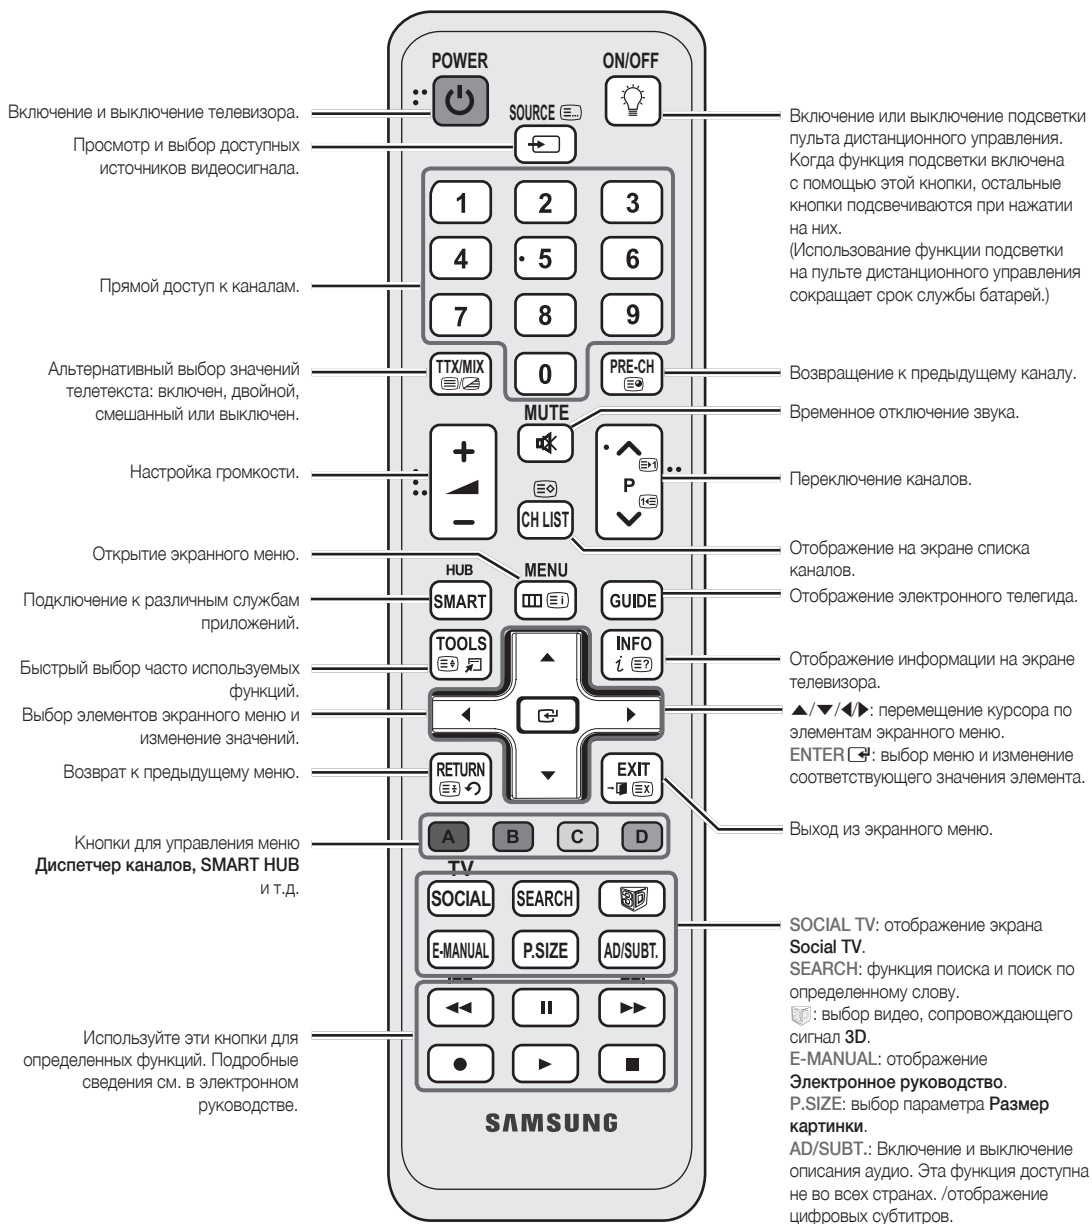 POWER
ON/OFF
SOURCE
Включение и выключение телевизора.
Просмотр и выбор доступных
источников видеосигнала.
Прямой доступ к каналам.
Альтернативный выбор значений
телетекста: включен, двойной,
смешанный или выключен.
Настройка громкости.
Открытие экранного меню.
Подключение к различным службам
приложений.
Быстрый выбор часто используемых
функций.
Выбор элементов экранного меню и
изменение значений.
Возврат к предыдущему меню.
Кнопки для управления меню
Диспетчер каналов, SMART HUB
и т.д.
Используйте эти кнопки для
определенных функций. Подробные
сведения см. в электронном
руководстве.
1 2 3
4 5 6
7 8 9
TTX/MIX 0 PRE-CH
MUTE
P
CH LIST
HUB MENU
SMART GUIDE
TOOLS INFO
RETURN EXIT
A B C D
TV
SOCIAL SEARCH 3D
E-MANUAL P.SIZE AD/SUBT.
SAMSUNG
Включение или выключение подсветки
пульта дистанционного управления.
Когда функция подсветки включена
с помощью этой кнопки, остальные
кнопки подсвечиваются при нажатии
на них.
(Использование функции подсветки
на пульте дистанционного управления
сокращает срок службы батарей.)
Возвращение к предыдущему каналу.
Временное отключение звука.
Переключение каналов.
Отображение на экране списка
каналов.
Отображение электронного телегида.
Отображение информации на экране
телевизора.
▲/▼/◀/▶: перемещение курсора по
элементам экранного меню.
ENTER: выбор меню и изменение
соответствующего значения элемента.
Выход из экранного меню.
SOCIAL TV: отображение экрана
Social TV.
SEARCH: функция поиска и поиск по
определенному слову.
: выбор видео, сопровождающего
сигнал 3D.
E-MANUAL: отображение
Электронное руководство.
P.SIZE: выбор параметра Размер
картинки.
AD/SUBT.: Включение и выключение
описания аудио. Эта функция доступна
не во всех странах. /отображение
цифровых субтитров.